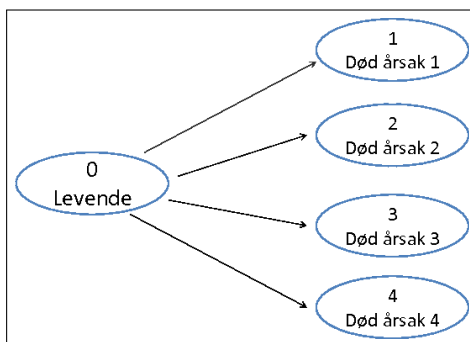 0
Levende
1
Død årsak 1
2
Død årsak 2
3
Død årsak 3
4
Død årsak 4